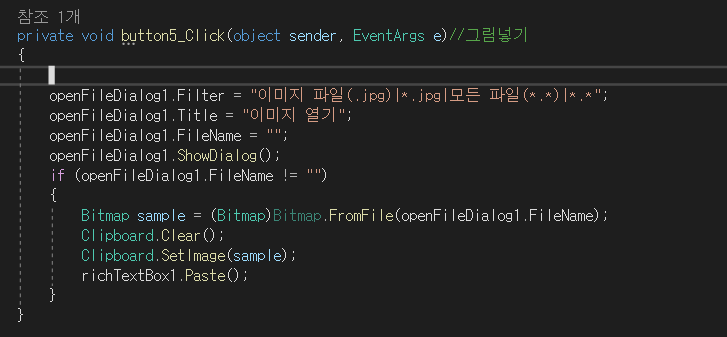 참조 1개
private void button5_Click(object sender, EventArgs e)//그림넣기
{
openFileDialog1.Filter = "이미지 파일(.jpg)|*.jpg|모든 파일(*.*)|*.*";
openFileDialog1.Title = "이미지 열기";
openFileDialog1.FileName = "";
openFileDialog1.ShowDialog();
if (openFileDialog1.FileName != "")
{
Bitmap sample = (Bitmap)Bitmap.FromFile(openFileDialog1.FileName);
Clipboard.Clear();
Clipboard.SetImage(sample);
richTextBox1.Paste();
}
}